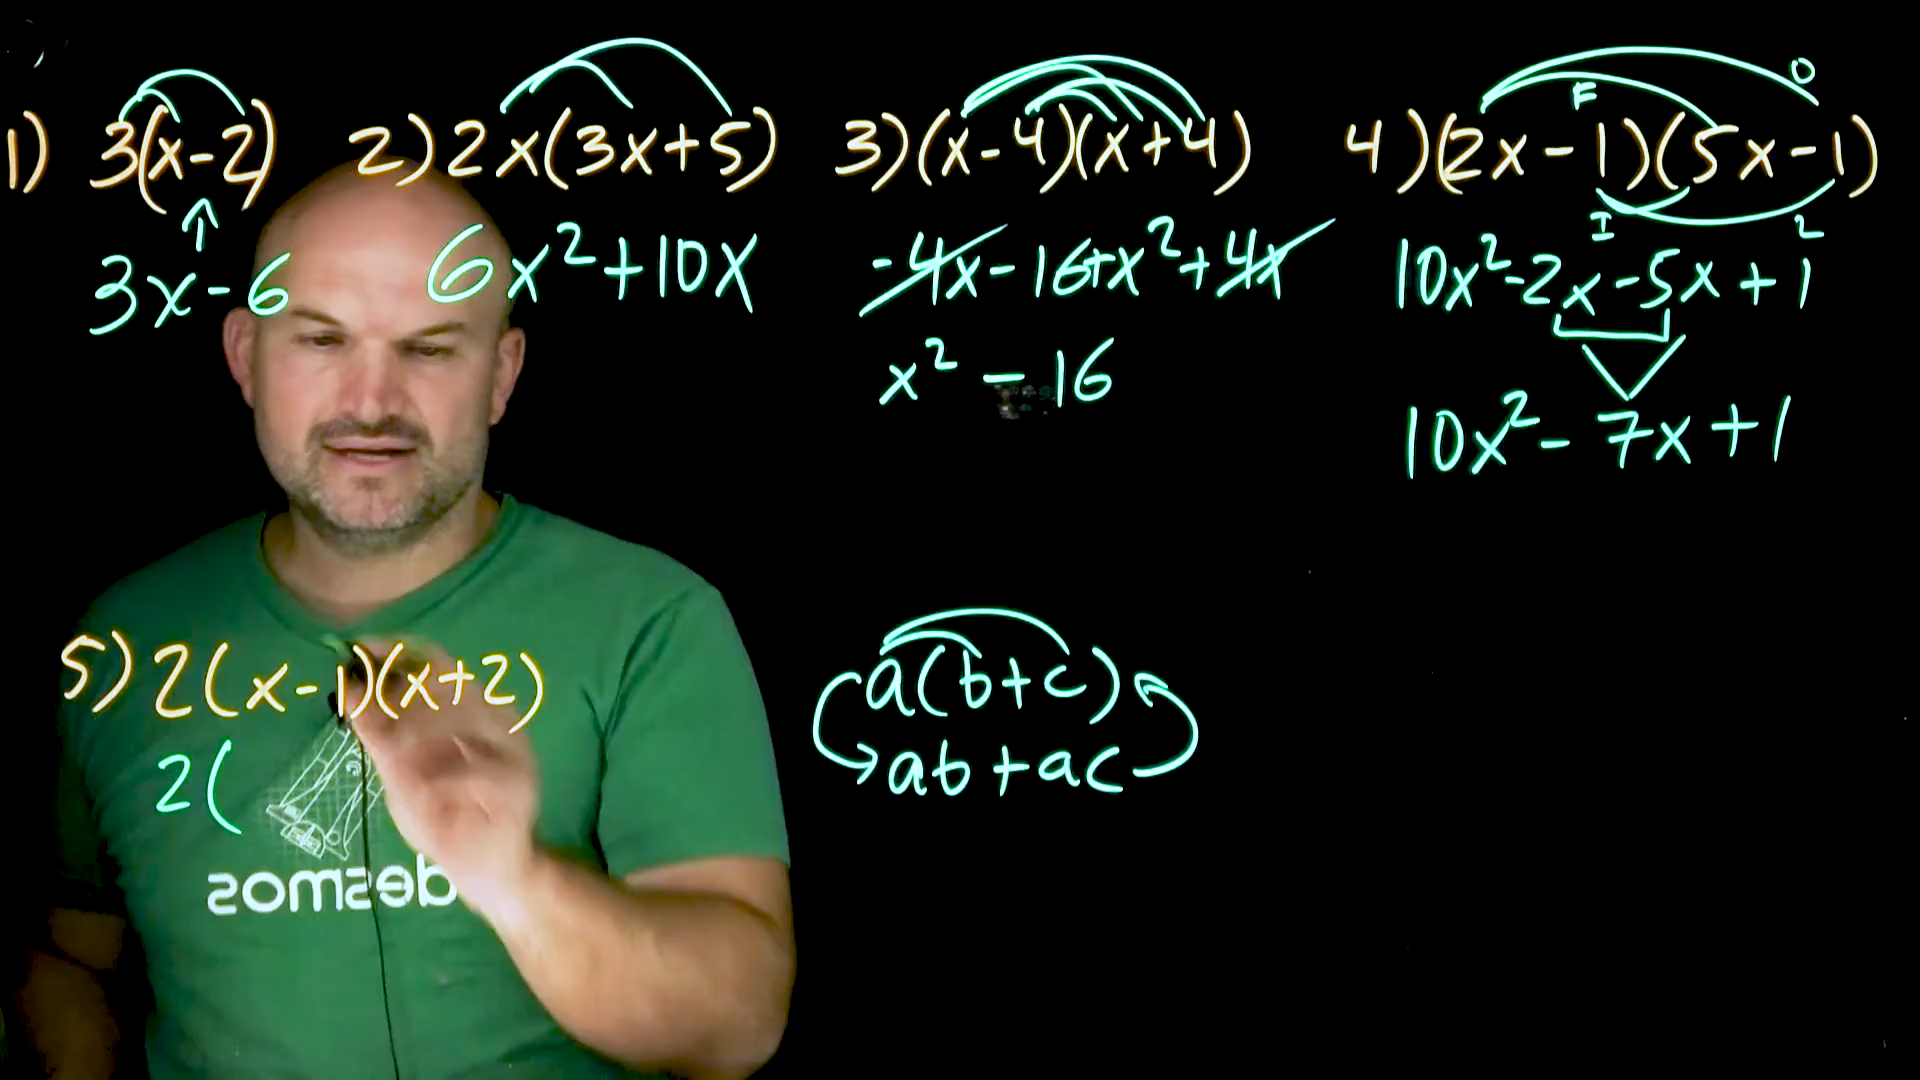 1) 3(x-2)
3x-6
2) 2x(3x+5)
6x²+10x
3) (x-4)(x+4)
-4x-16+x²+4x
x² - 16
4) (2x-1)(5x-1)
F
O
I
L
10x²-2x-5x+1
10x²-7x+1
5) 2(x-1)(x+2)
2(
a(b+c)
ab+ac
desmos